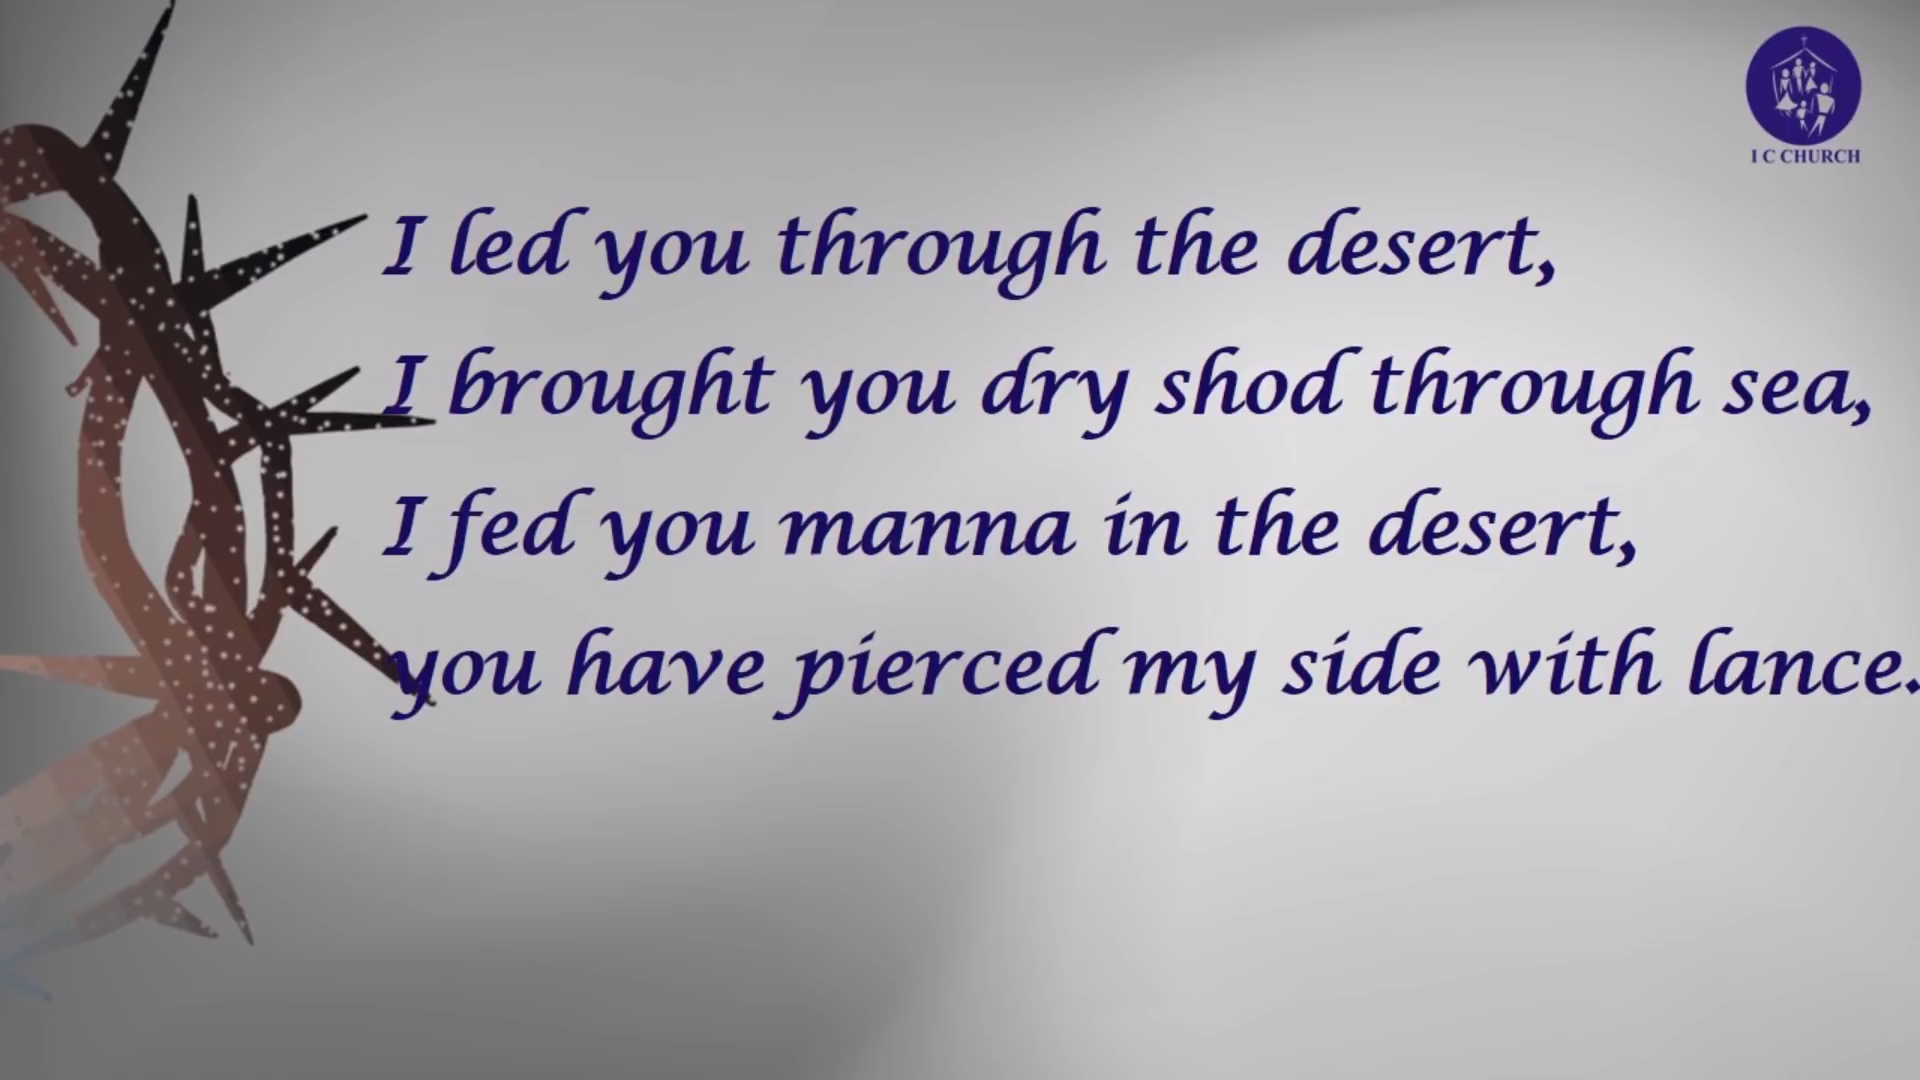 I C CHURCH
I led you through the desert,
I brought you dry shod through sea,
I fed you manna in the desert,
you have pierced my side with lance.